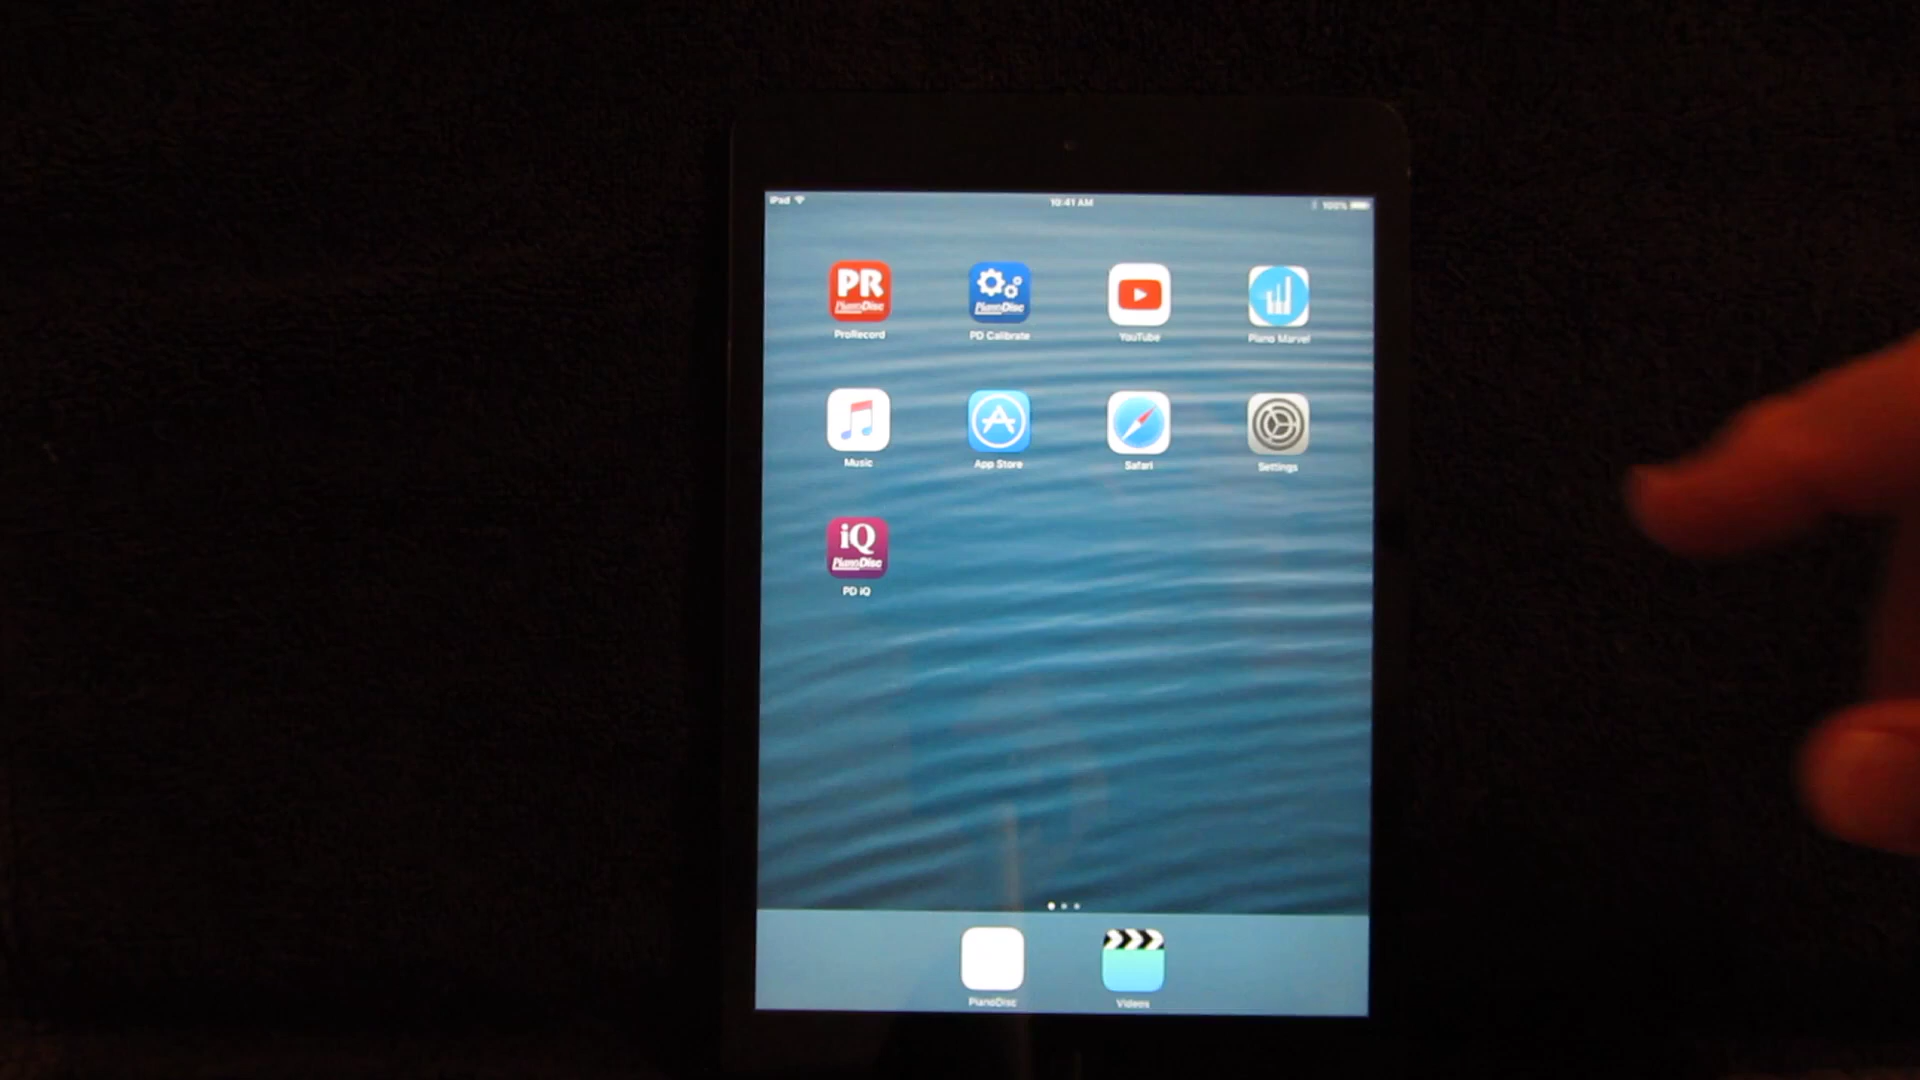 iPad
10:41 AM
100%
PR
PianoDisc
PianoDisc
ProRecord
PD Calibrate
YouTube
Piano Marvel
Music
App Store
Safari
Settings
iQ
PianoDisc
PD iQ
PianoDisc
Videos